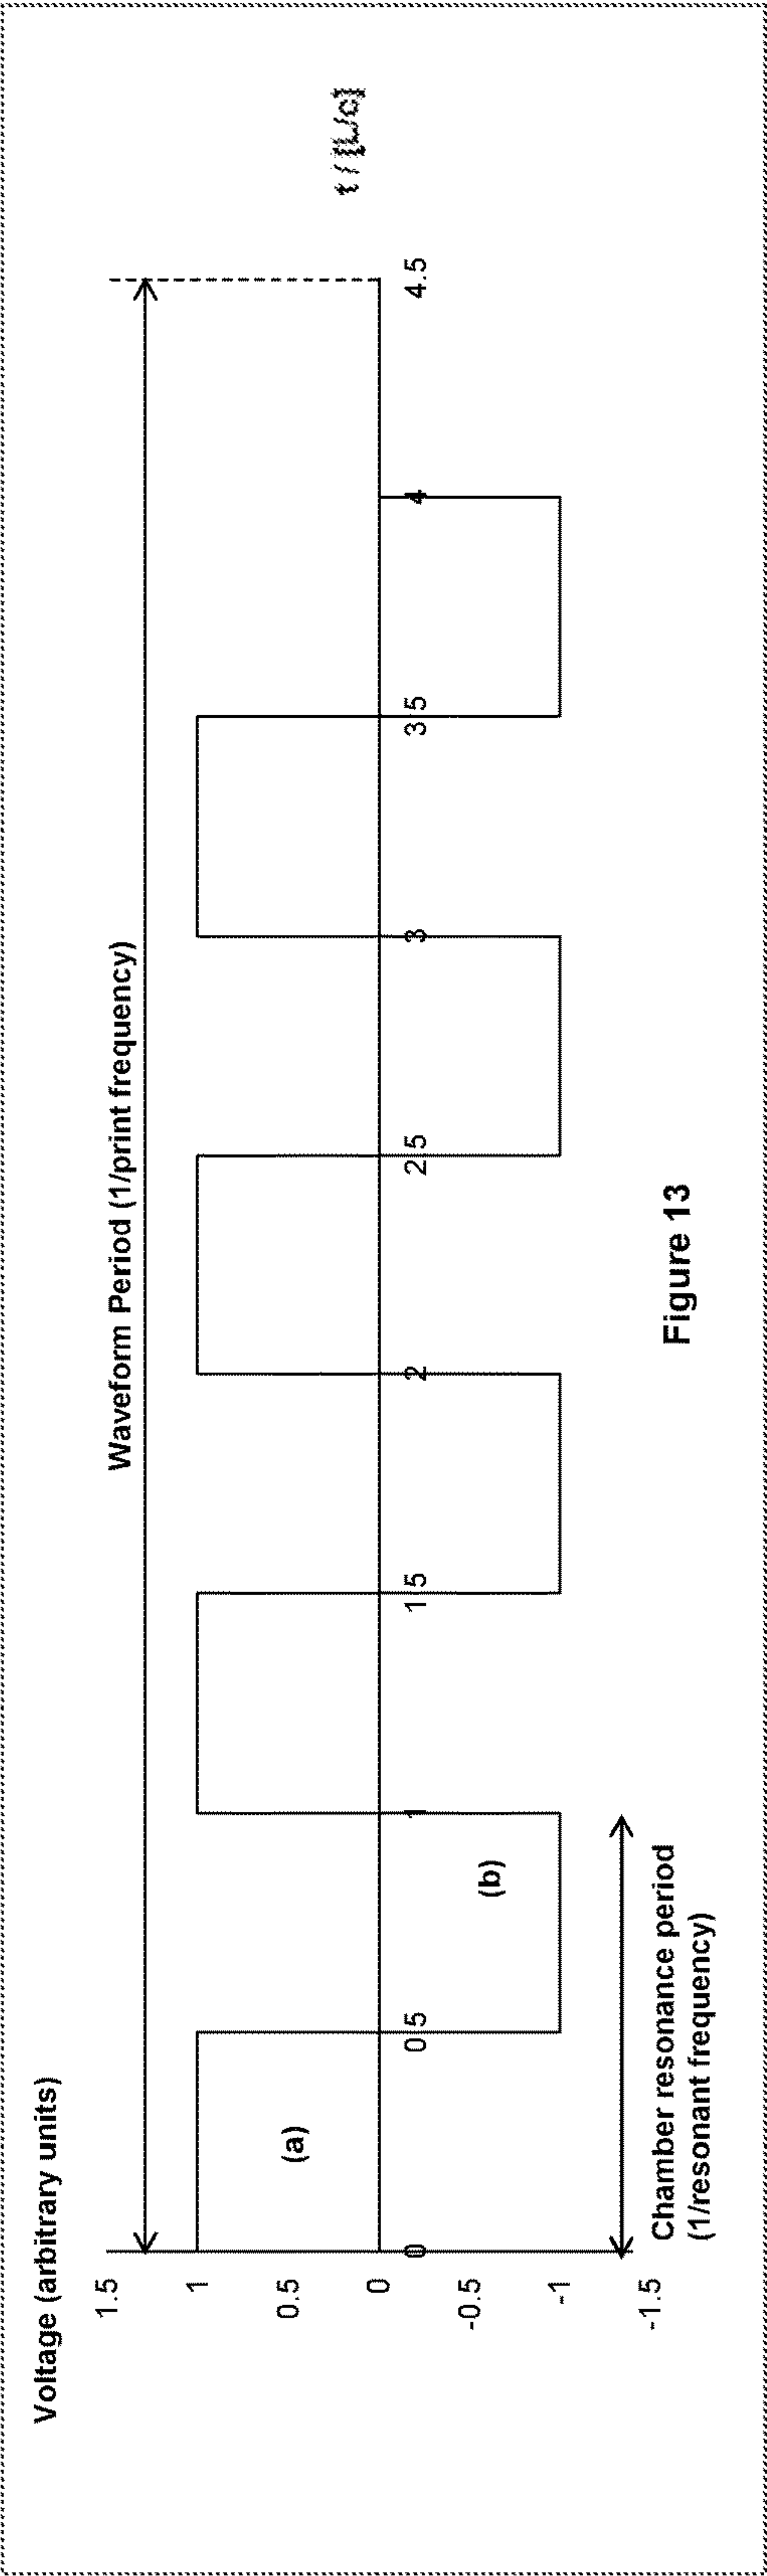 Voltage (arbitrary units)
Waveform Period (1/print frequency)
1.5
1
0.5
0
-0.5
-1
-1.5
(a)
(b)
0
0 5
1
1 5
2
2 5
3
3 5
4
4.5
t / [L/c]
Chamber resonance period
(1/resonant frequency)
Figure 13